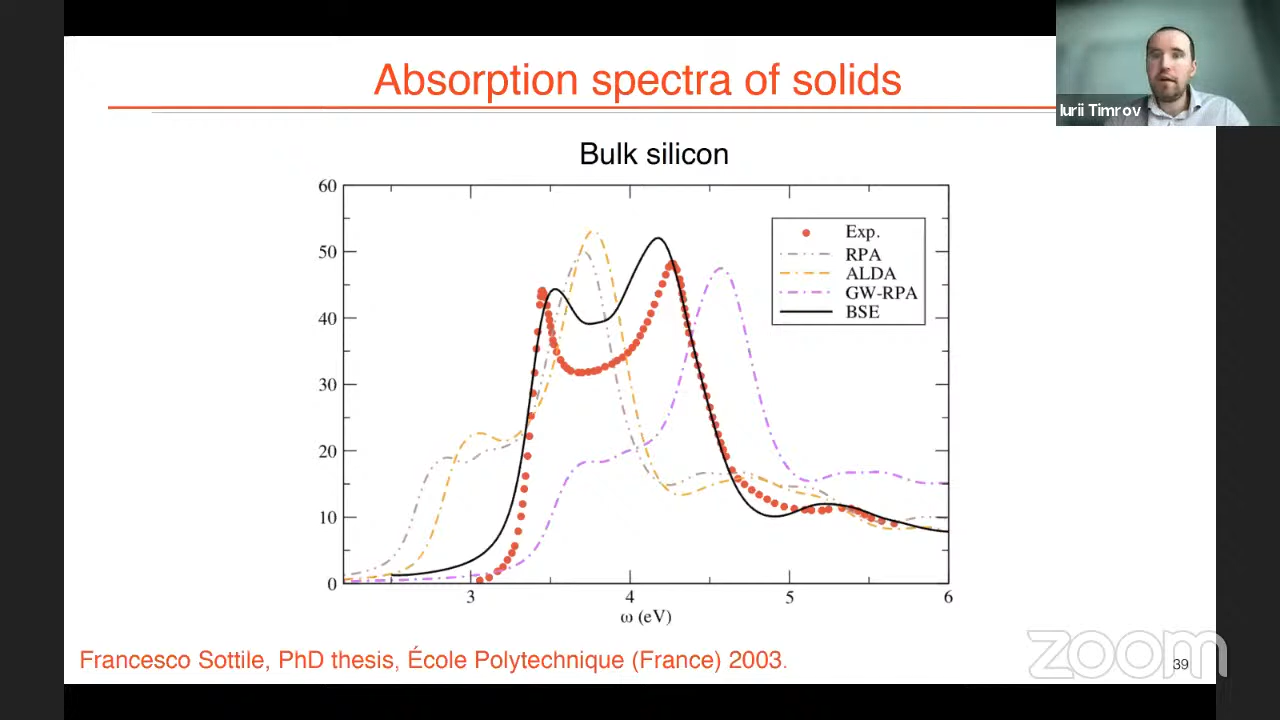 Absorption spectra of solids
Iurii Timrov
Bulk silicon
60
50
40
30
20
10
0
Exp.
RPA
ALDA
GW-RPA
BSE
3
4
5
6
ω (eV)
Francesco Sottile, PhD thesis, École Polytechnique (France) 2003.
zoom
39